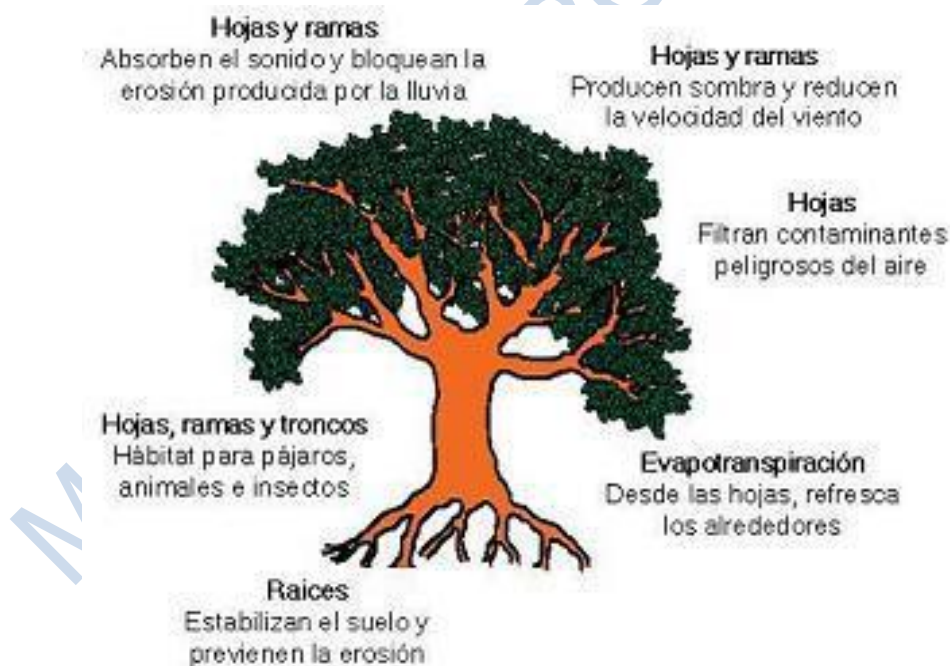 Hojas y ramas
Absorben el sonido y bloquean la
erosión producida por la lluvia
Hojas y ramas
Producen sombra y reducen
la velocidad del viento
Hojas
Filtran contaminantes
peligrosos del aire
Hojas, ramas y troncos
Hábitat para pájaros,
animales e insectos
Evapotranspiración
Desde las hojas, refresca
los alrededores
Raices
Estabilizan el suelo y
previenen la erosión